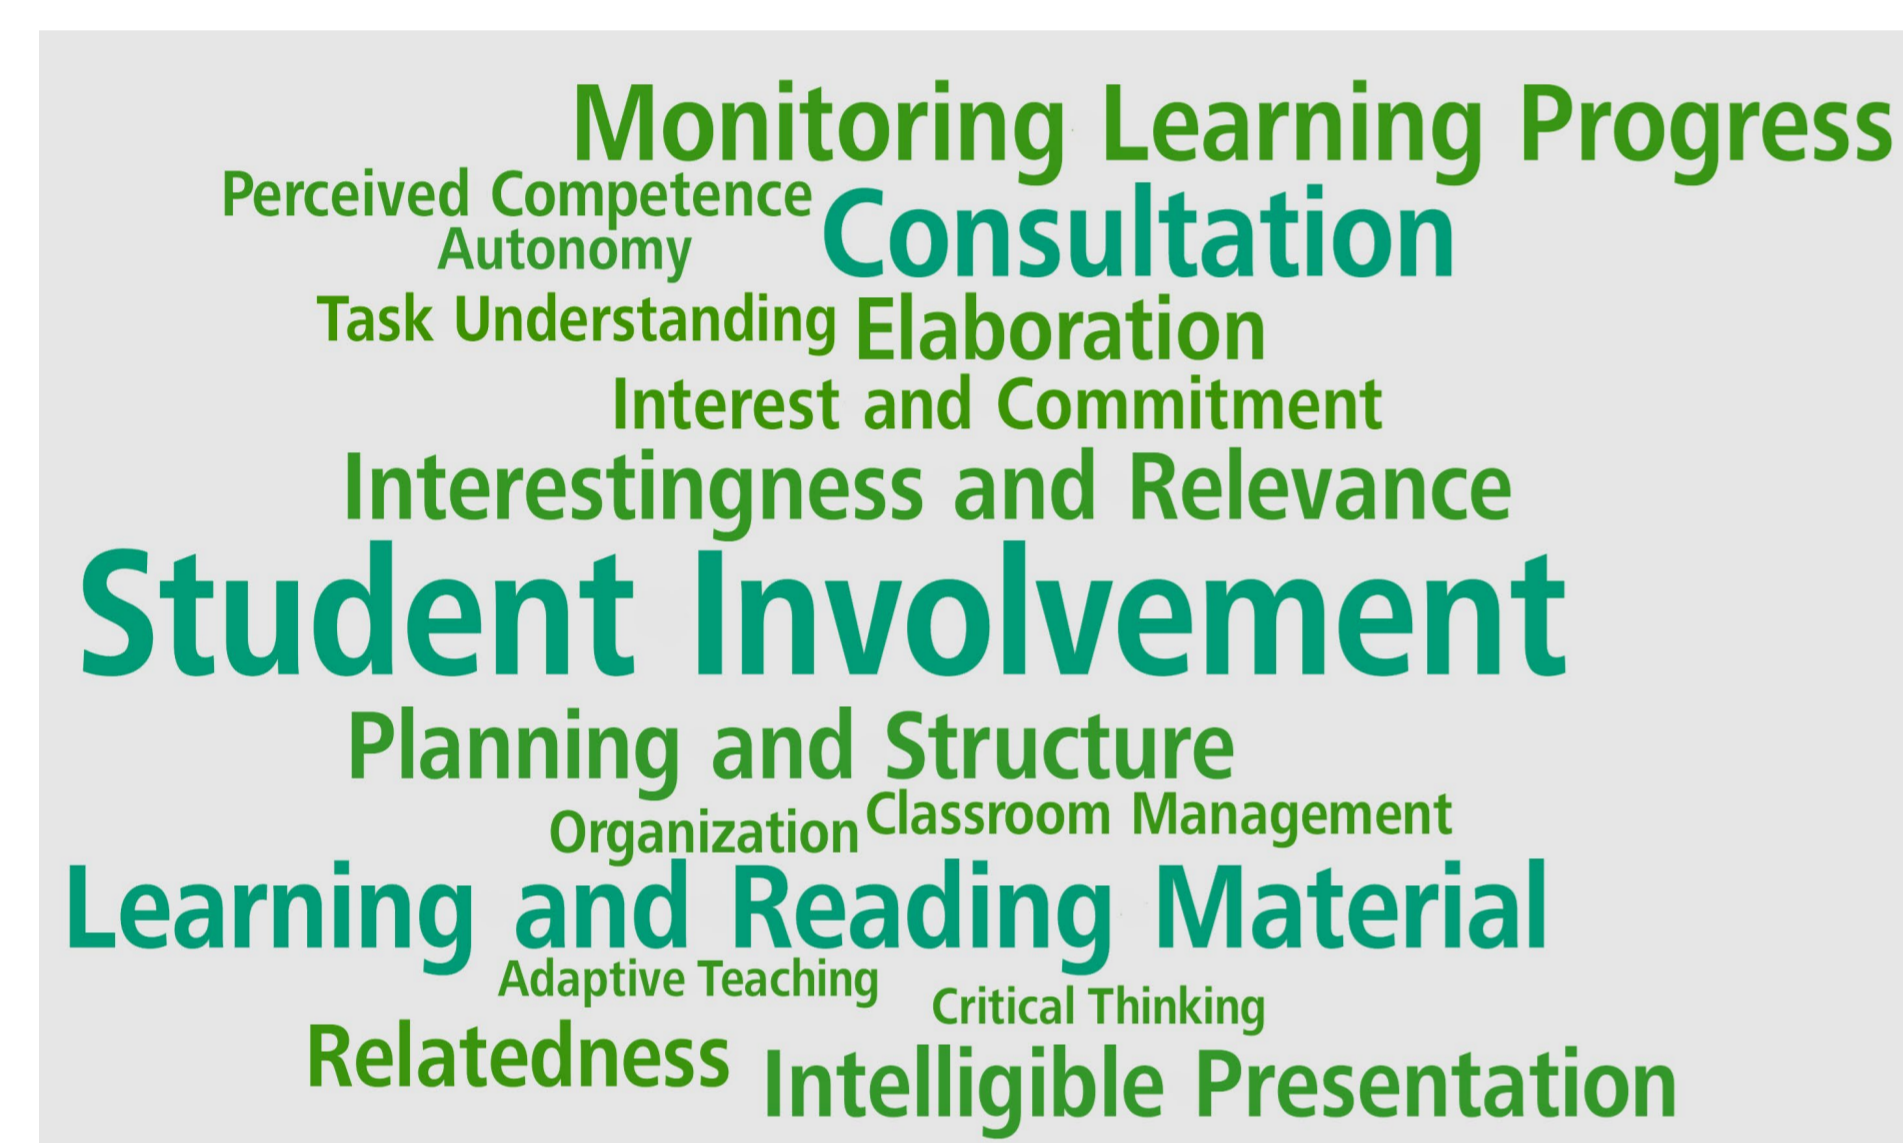 Monitoring Learning Progress
Perceived Competence
Consultation
Autonomy
Task Understanding
Elaboration
Interest and Commitment
Interestingness and Relevance
Student Involvement
Planning and Structure
Organization
Classroom Management
Learning and Reading Material
Adaptive Teaching
Critical Thinking
Relatedness
Intelligible Presentation